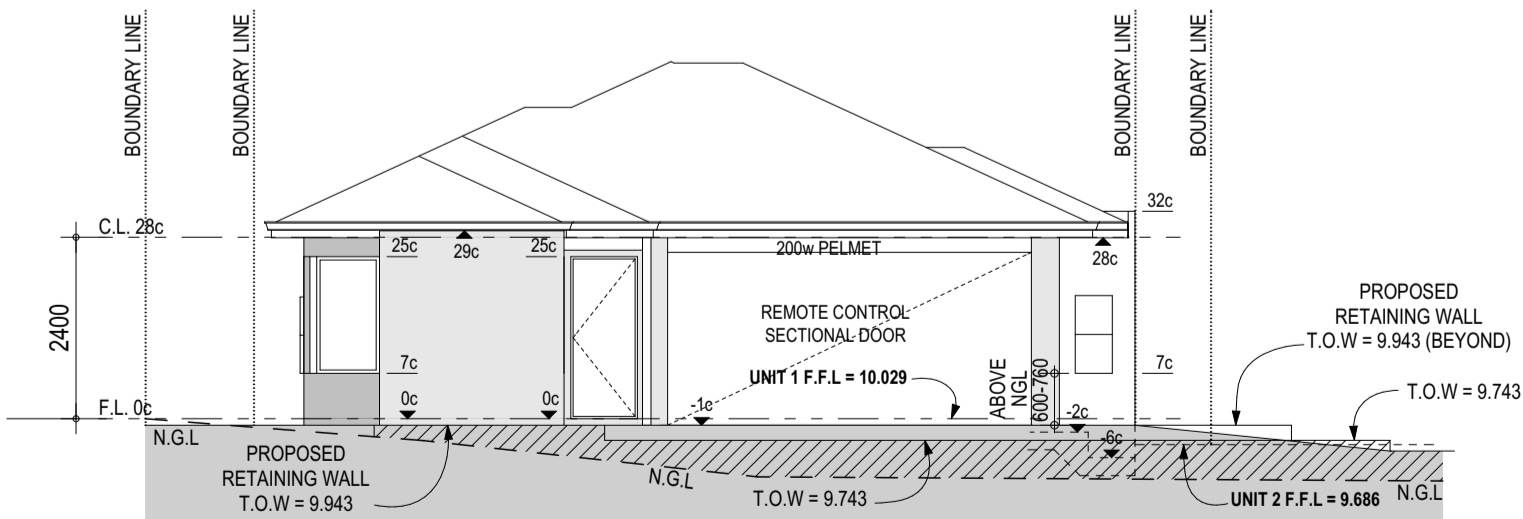 BOUNDARY LINE
BOUNDARY LINE
BOUNDARY LINE
BOUNDARY LINE
32c
C.L. 28c
25c
29c
25c
200w PELMET
28c
2400
REMOTE CONTROL
SECTIONAL DOOR
PROPOSED
RETAINING WALL
T.O.W = 9.943 (BEYOND)
7c
UNIT 1 F.F.L = 10.029
ABOVE
NGL
600-760
7c
T.O.W = 9.743
F.L. 0c
0c
0c
-1c
-2c
-6c
N.G.L
PROPOSED
RETAINING WALL
T.O.W = 9.943
N.G.L
T.O.W = 9.743
UNIT 2 F.F.L = 9.686
N.G.L